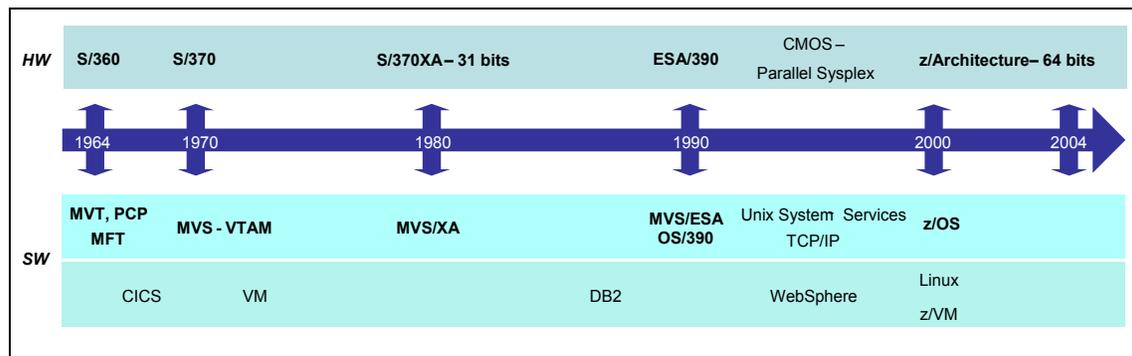 HW
S/360
S/370
S/370XA– 31 bits
ESA/390
CMOS –
Parallel Sysplex
z/Architecture– 64 bits
1964
1970
1980
1990
2000
2004
SW
MVT, PCP
MFT
MVS - VTAM
MVS/XA
MVS/ESA
OS/390
Unix System Services
TCP/IP
z/OS
CICS
VM
DB2
WebSphere
Linux
z/VM